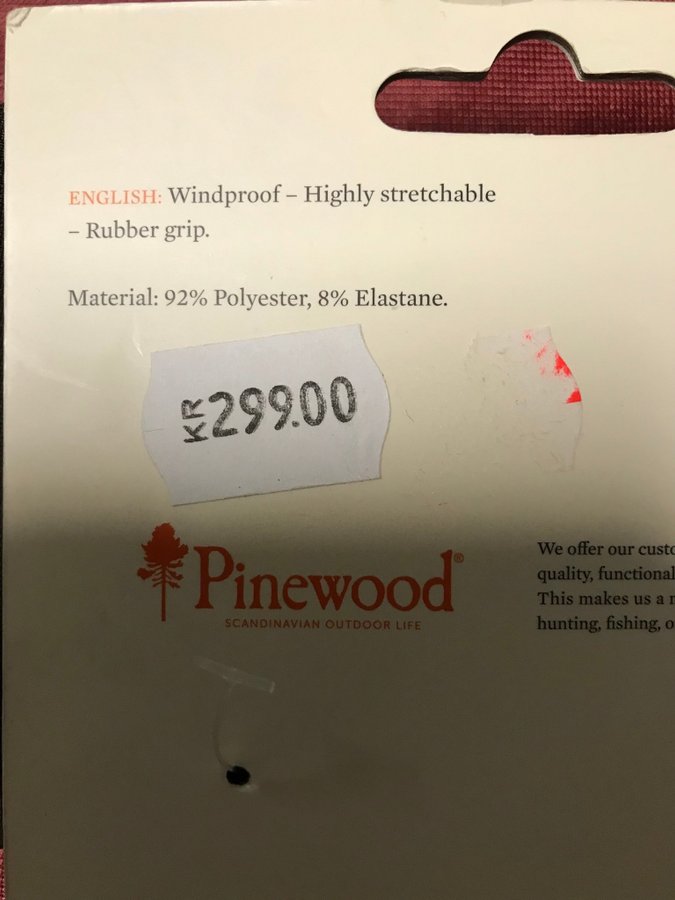 ENGLISH: Windproof – Highly stretchable
– Rubber grip.
Material: 92% Polyester, 8% Elastane.
KR 299.00
Pinewood®
SCANDINAVIAN OUTDOOR LIFE
We offer our custo
quality, functional
This makes us a
hunting, fishing, o